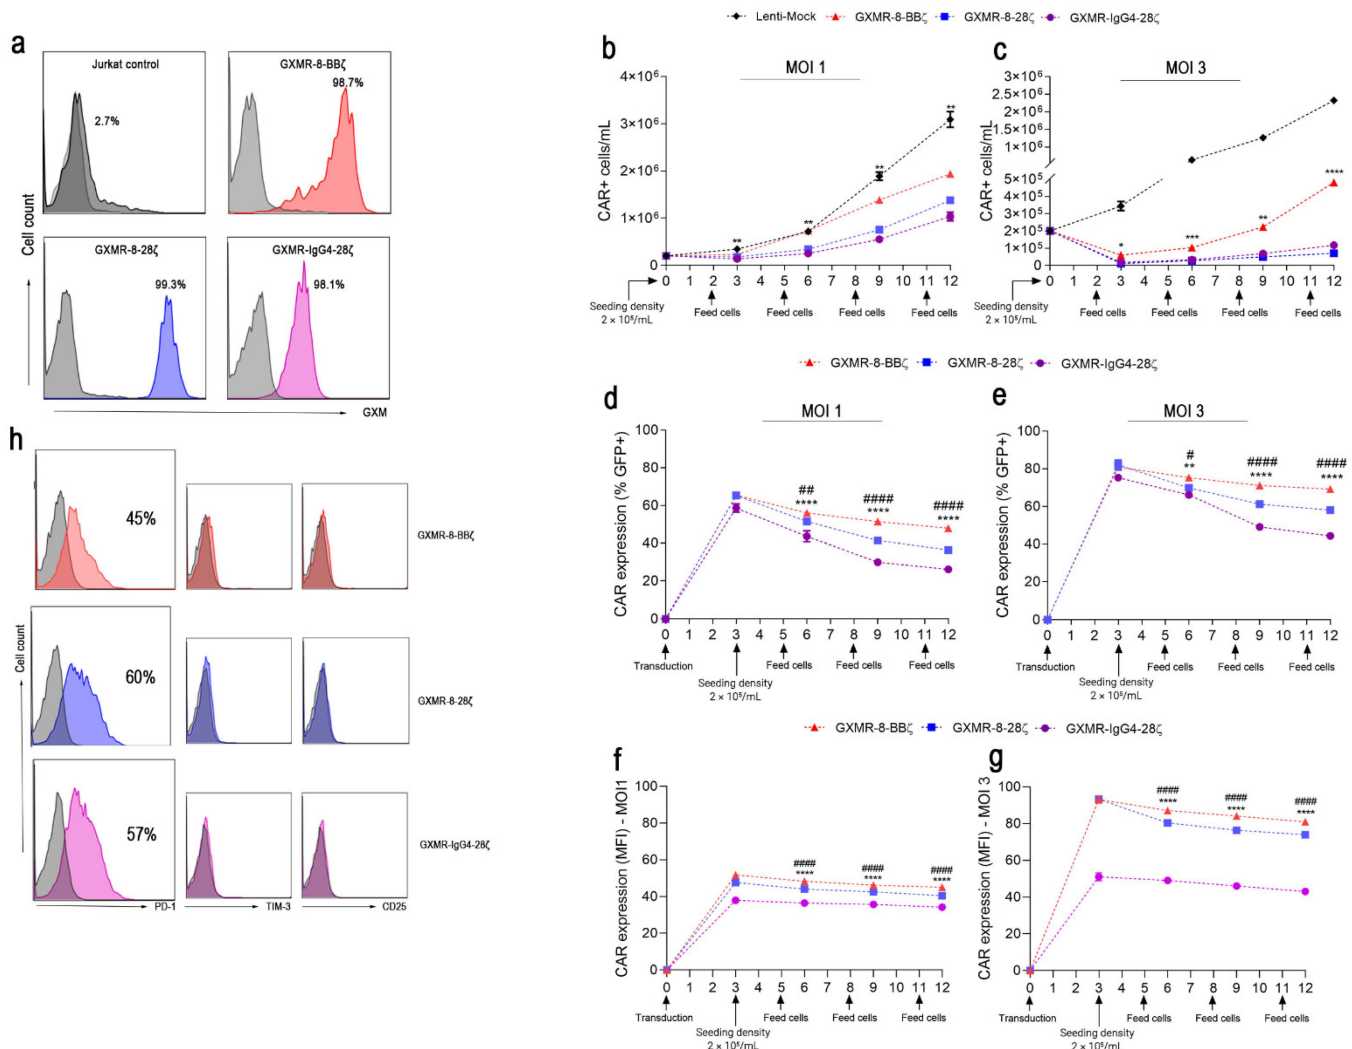 Lenti-Mock GXMR-8-BBζ GXMR-8-28ζ GXMR-IgG4-28ζ
a
Jurkat control
2.7%
GXMR-8-BBζ
98.7%
GXMR-8-28ζ
99.3%
GXMR-IgG4-28ζ
98.1%
Cell count
GXM
b
MOI 1
CAR+ cells/mL
4×10⁶
3×10⁶
2×10⁶
1×10⁶
0
** ** ** **
0 1 2 3 4 5 6 7 8 9 10 11 12
Seeding density
2 × 10⁵/mL
Feed cells Feed cells Feed cells Feed cells
c
MOI 3
CAR+ cells/mL
3×10⁶
2.5×10⁶
2×10⁶
1.5×10⁶
1×10⁶
5×10⁵
4×10⁵
3×10⁵
2×10⁵
1×10⁵
0
* *** ** ****
0 1 2 3 4 5 6 7 8 9 10 11 12
Seeding density
2 × 10⁵/mL
Feed cells Feed cells Feed cells Feed cells
GXMR-8-BBζ GXMR-8-28ζ GXMR-IgG4-28ζ
d
MOI 1
CAR expression (% GFP+)
100
80
60
40
20
0
## #### ####
**** **** ****
0 1 2 3 4 5 6 7 8 9 10 11 12
Transduction
Seeding density
2 × 10⁵/mL
Feed cells Feed cells Feed cells
e
MOI 3
CAR expression (% GFP+)
100
80
60
40
20
0
# #### ####
** **** ****
0 1 2 3 4 5 6 7 8 9 10 11 12
Transduction
Seeding density
2 × 10⁵/mL
Feed cells Feed cells Feed cells
GXMR-8-BBζ GXMR-8-28ζ GXMR-IgG4-28ζ
f
CAR expression (MFI) - MOI1
100
80
60
40
20
0
#### #### ####
**** **** ****
0 1 2 3 4 5 6 7 8 9 10 11 12
Transduction
Seeding density
2 × 10⁵/mL
Feed cells Feed cells Feed cells
g
CAR expression (MFI) - MOI 3
100
80
60
40
20
0
#### #### ####
**** **** ****
0 1 2 3 4 5 6 7 8 9 10 11 12
Transduction
Seeding density
2 × 10⁵/mL
Feed cells Feed cells Feed cells
h
45%
GXMR-8-BBζ
60%
GXMR-8-28ζ
57%
GXMR-IgG4-28ζ
Cell count
PD-1 TIM-3 CD25